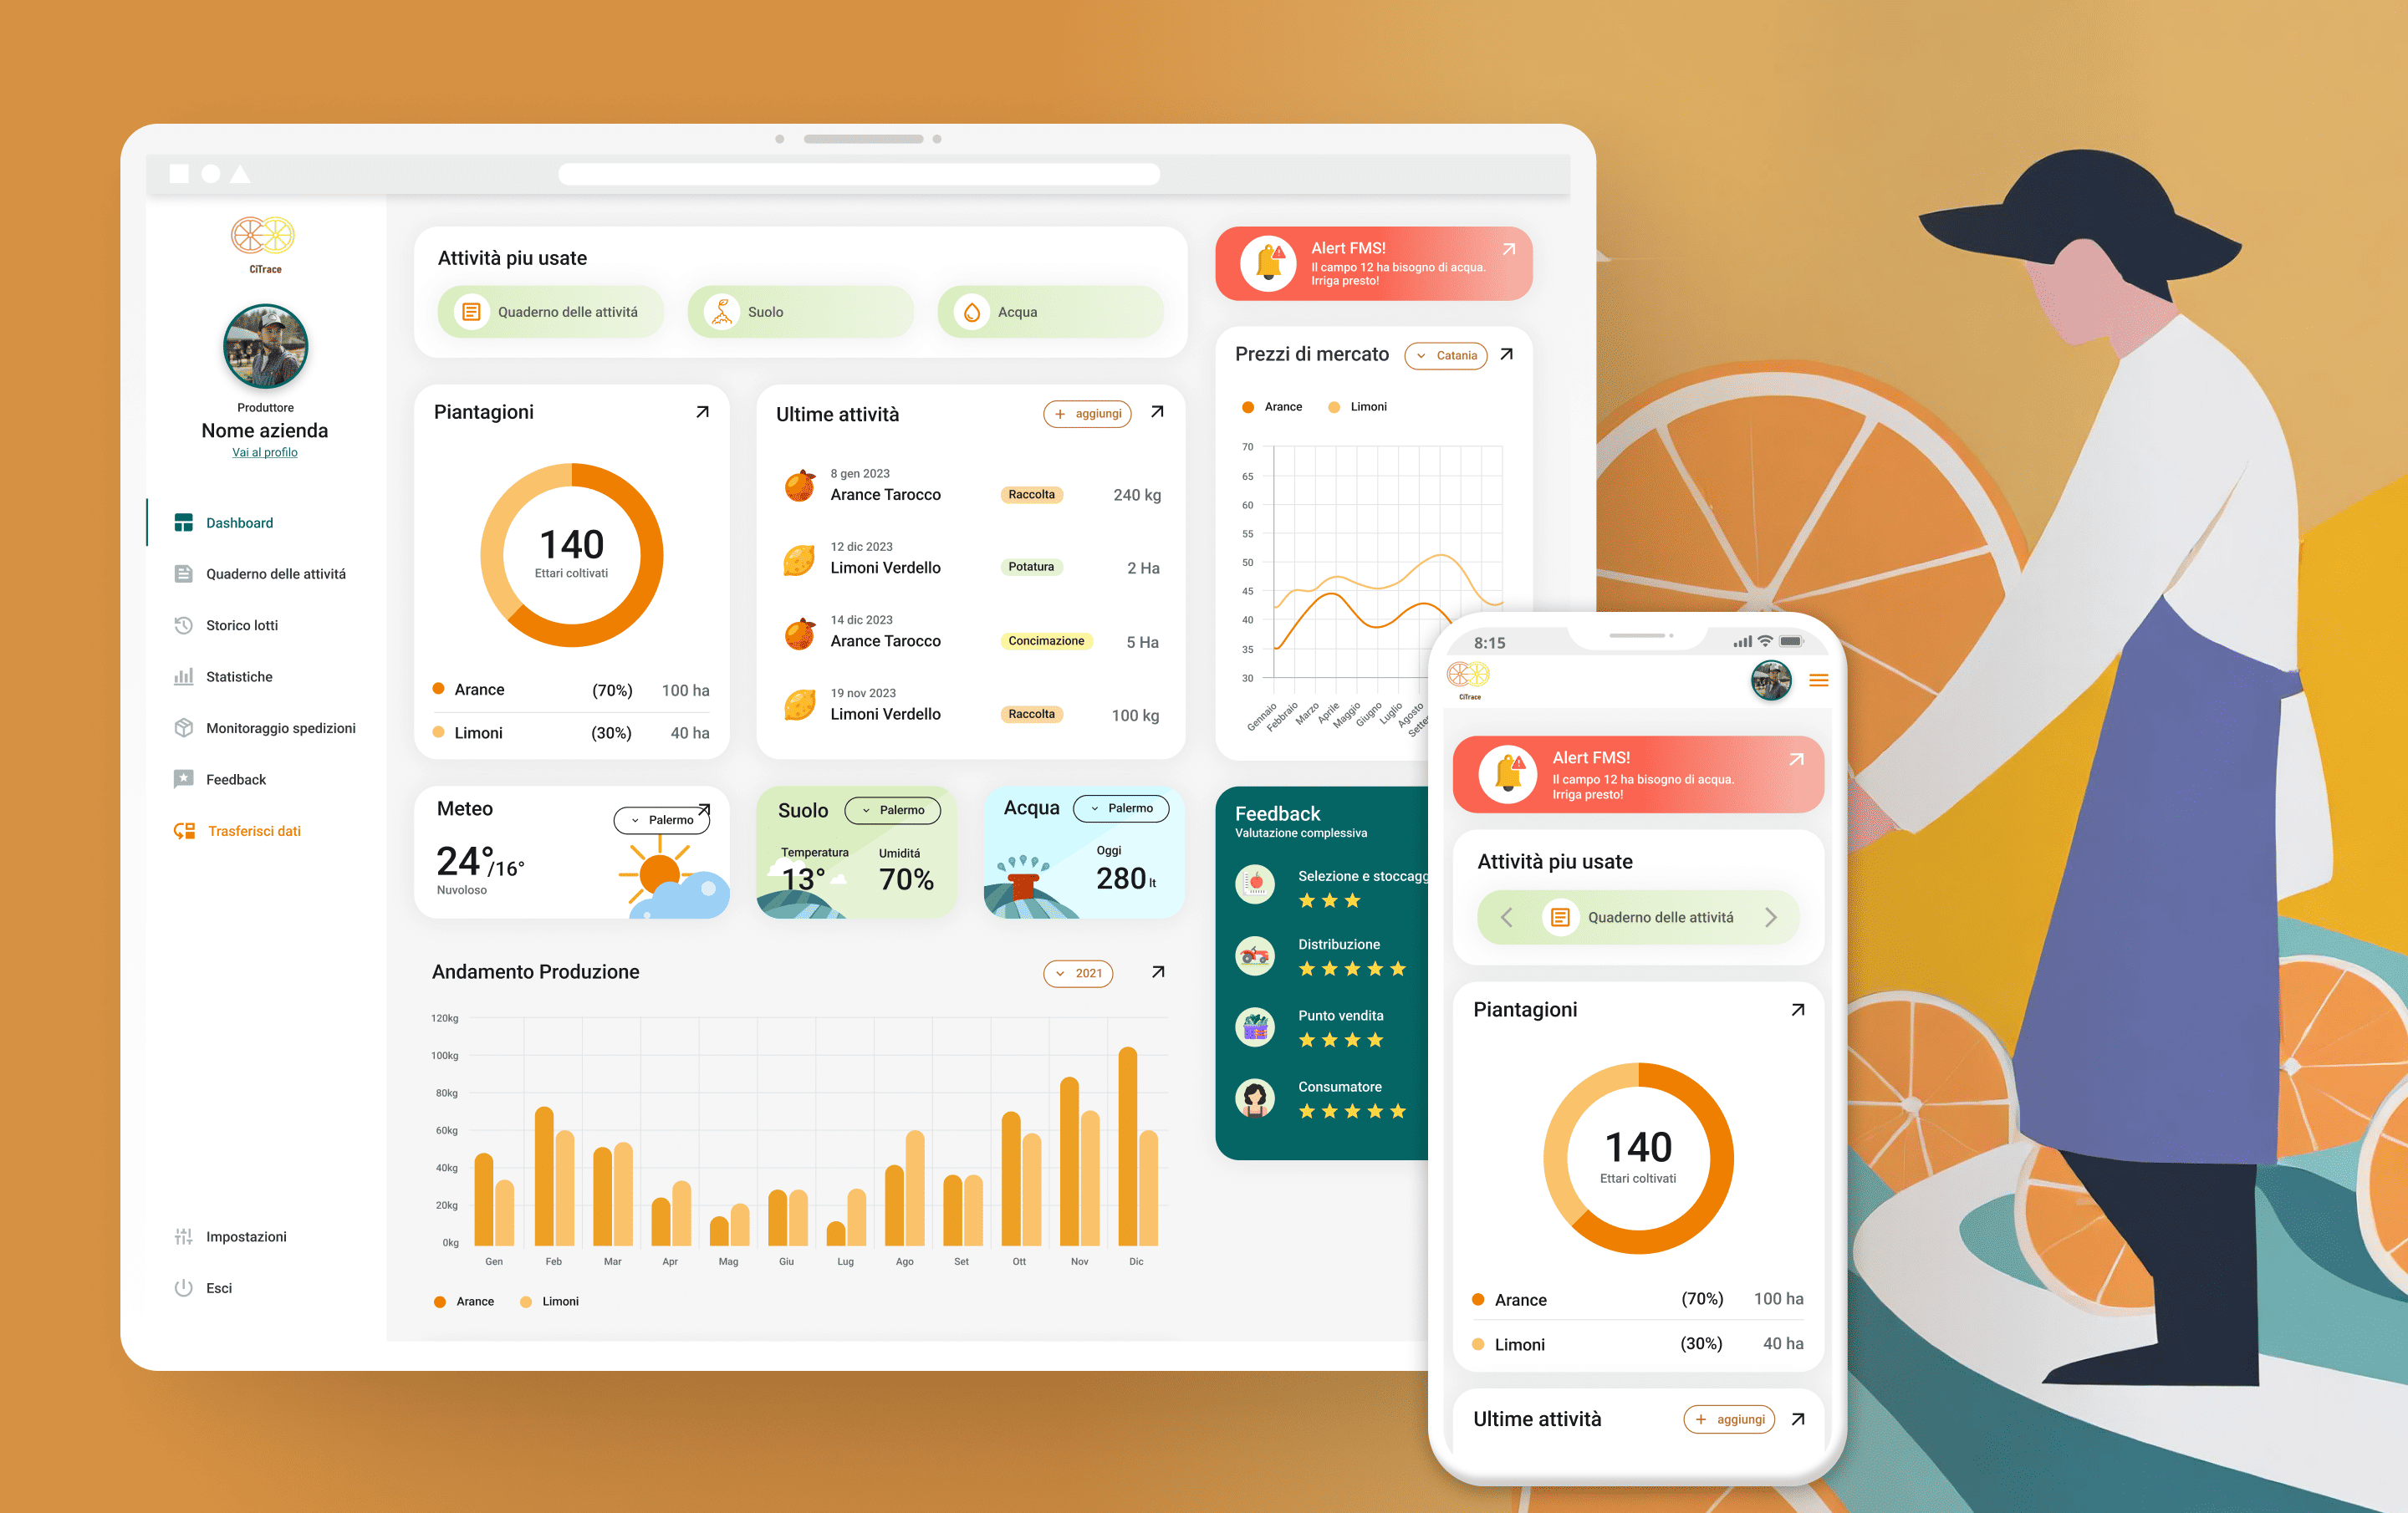 CiTrace
Produttore
Nome azienda
Vai al profilo
Dashboard
Quaderno delle attivitá
Storico lotti
Statistiche
Monitoraggio spedizioni
Feedback
Trasferisci dati
Impostazioni
Esci
Attività piu usate
Quaderno delle attivitá
Suolo
Acqua
Piantagioni
140
Ettari coltivati
Arance (70%) 100 ha
Limoni (30%) 40 ha
Ultime attività
+ aggiungi
8 gen 2023
Arance Tarocco Raccolta 240 kg
12 dic 2023
Limoni Verdello Potatura 2 Ha
14 dic 2023
Arance Tarocco Concimazione 5 Ha
19 nov 2023
Limoni Verdello Raccolta 100 kg
Meteo
Palermo
24°/16°
Nuvoloso
Suolo
Palermo
Temperatura Umiditá
13° 70%
Acqua
Palermo
Oggi
280 lt
Andamento Produzione
2021
120kg
100kg
80kg
60kg
40kg
20kg
0kg
Gen Feb Mar Apr Mag Giu Lug Ago Set Ott Nov Dic
Arance Limoni
Alert FMS!
Il campo 12 ha bisogno di acqua.
Irriga presto!
Prezzi di mercato
Catania
Arance Limoni
70
65
60
55
50
45
40
35
30
Gennaio Febbraio Marzo Aprile Maggio Giugno Luglio Agosto
Feedback
Valutazione complessiva
Selezione e stoccagg
Distribuzione
Punto vendita
Consumatore
8:15
CiTrace
Alert FMS!
Il campo 12 ha bisogno di acqua.
Irriga presto!
Attività piu usate
Quaderno delle attivitá
Piantagioni
140
Ettari coltivati
Arance (70%) 100 ha
Limoni (30%) 40 ha
Ultime attività
+ aggiungi